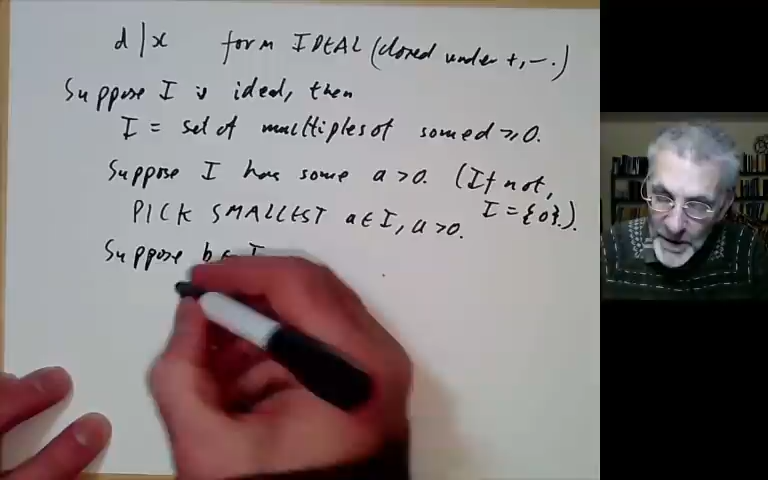 d | x form IDEAL (closed under +, -.)
Suppose I is ideal, then
I = set of multiples of some d ≥ 0.
Suppose I has some a > 0. (If not,
I = {0}.)
PICK SMALLEST a ∈ I, a > 0.
Suppose b ∈ I